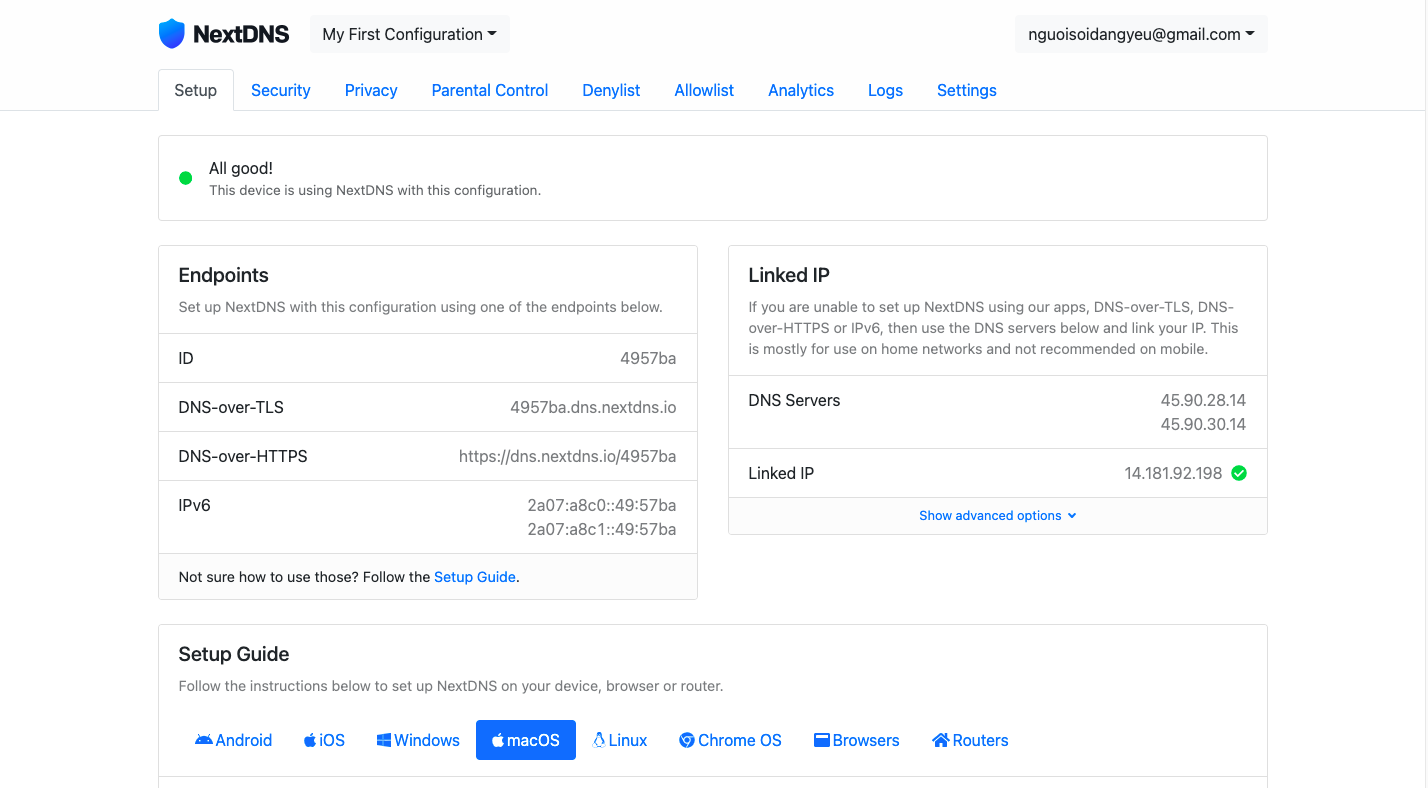 NextDNS
My First Configuration
nguoisoidangyeu@gmail.com
Setup
Security
Privacy
Parental Control
Denylist
Allowlist
Analytics
Logs
Settings
All good!
This device is using NextDNS with this configuration.
Endpoints
Set up NextDNS with this configuration using one of the endpoints below.
ID
4957ba
DNS-over-TLS
4957ba.dns.nextdns.io
DNS-over-HTTPS
https://dns.nextdns.io/4957ba
IPv6
2a07:a8c0::49:57ba
2a07:a8c1::49:57ba
Not sure how to use those? Follow the Setup Guide.
Linked IP
If you are unable to set up NextDNS using our apps, DNS-over-TLS, DNS-
over-HTTPS or IPv6, then use the DNS servers below and link your IP. This
is mostly for use on home networks and not recommended on mobile.
DNS Servers
45.90.28.14
45.90.30.14
Linked IP
14.181.92.198
Show advanced options
Setup Guide
Follow the instructions below to set up NextDNS on your device, browser or router.
Android
iOS
Windows
macOS
Linux
Chrome OS
Browsers
Routers